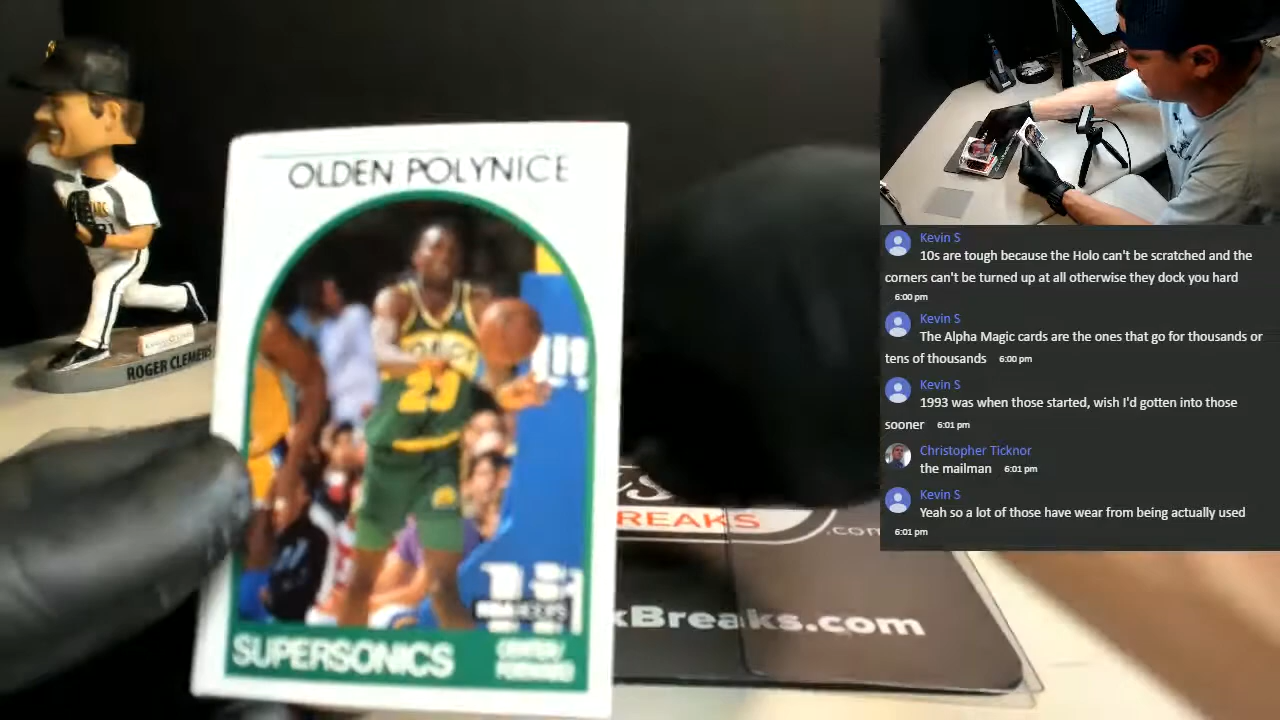 OLDEN POLYNICE
23
SUPERSONICS
CENTER/
FORWARD
ROGER CLEMENS
BREAKS
.com
kBreaks.com
Kevin S
10s are tough because the Holo can't be scratched and the
corners can't be turned up at all otherwise they dock you hard
6:00 pm
Kevin S
The Alpha Magic cards are the ones that go for thousands or
tens of thousands 6:00 pm
Kevin S
1993 was when those started, wish I'd gotten into those
sooner 6:01 pm
Christopher Ticknor
the mailman 6:01 pm
Kevin S
Yeah so a lot of those have wear from being actually used
6:01 pm